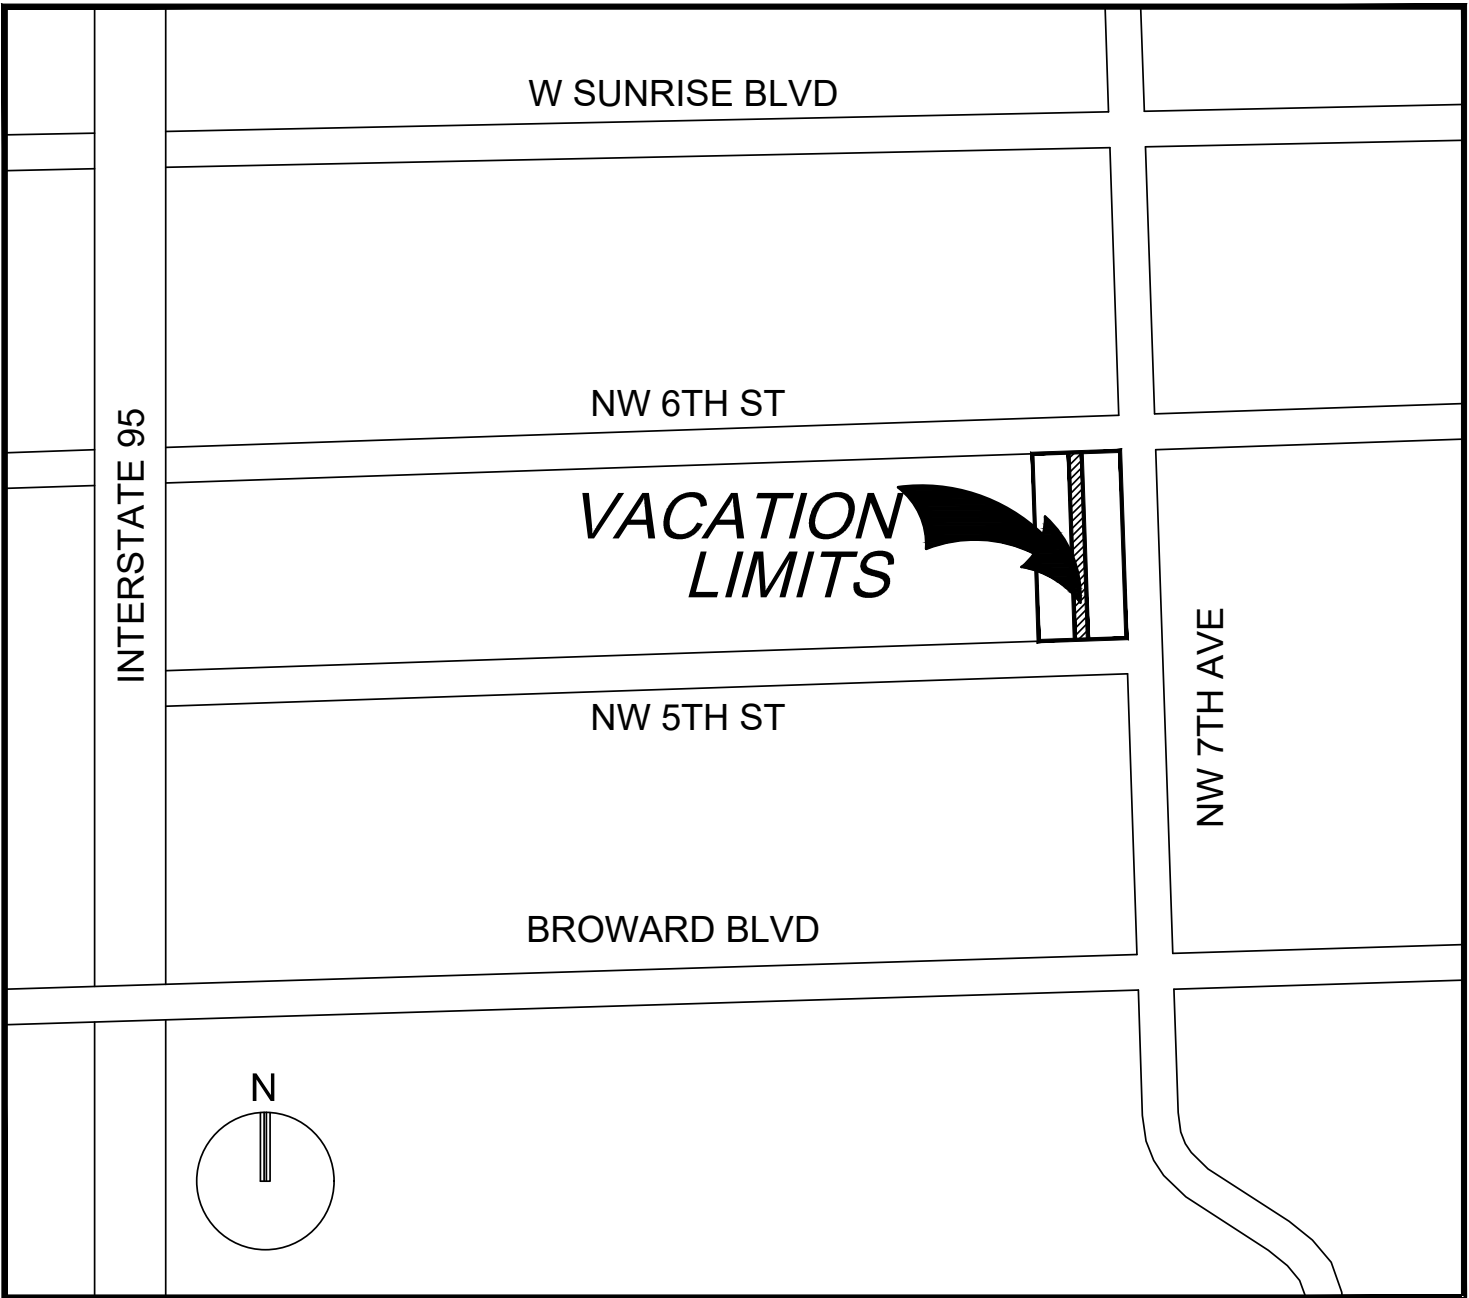 W SUNRISE BLVD
NW 6TH ST
INTERSTATE 95
VACATION
LIMITS
NW 7TH AVE
NW 5TH ST
BROWARD BLVD
N